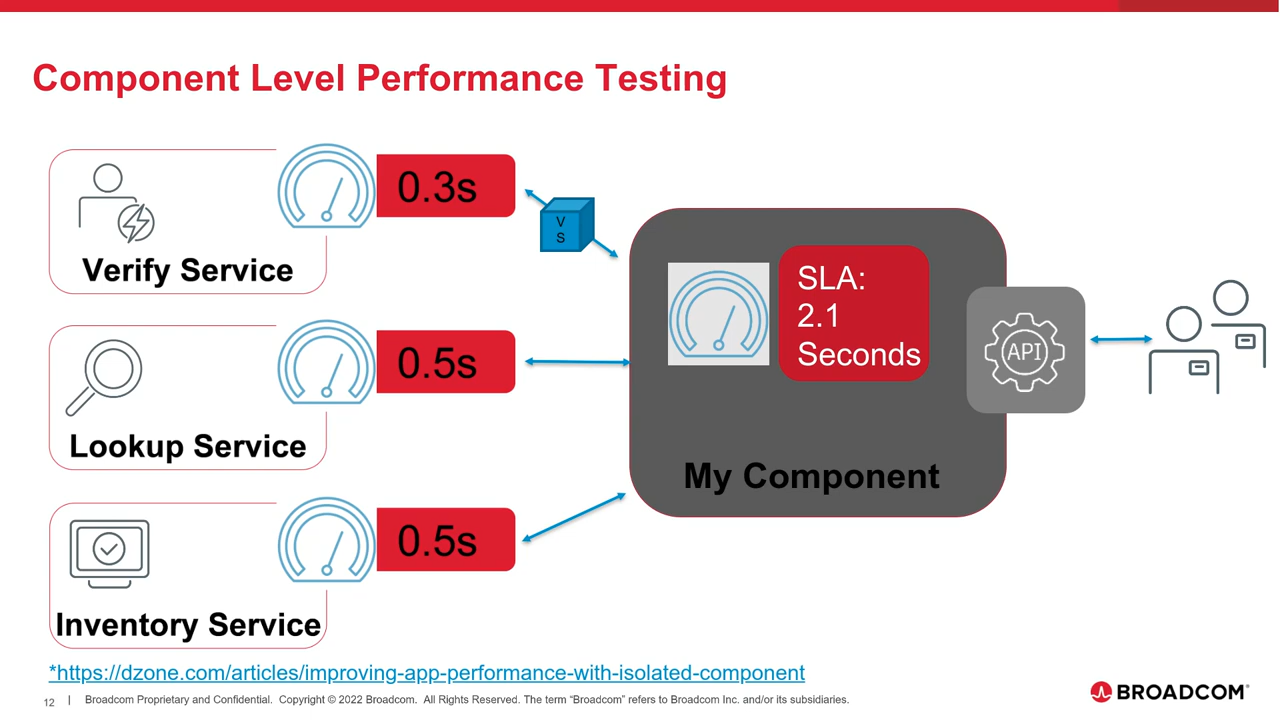 Component Level Performance Testing
0.3s
V
S
Verify Service
SLA:
2.1
Seconds
API
0.5s
Lookup Service
My Component
0.5s
Inventory Service
*https://dzone.com/articles/improving-app-performance-with-isolated-component
12 | Broadcom Proprietary and Confidential. Copyright © 2022 Broadcom. All Rights Reserved. The term “Broadcom” refers to Broadcom Inc. and/or its subsidiaries.
BROADCOM®